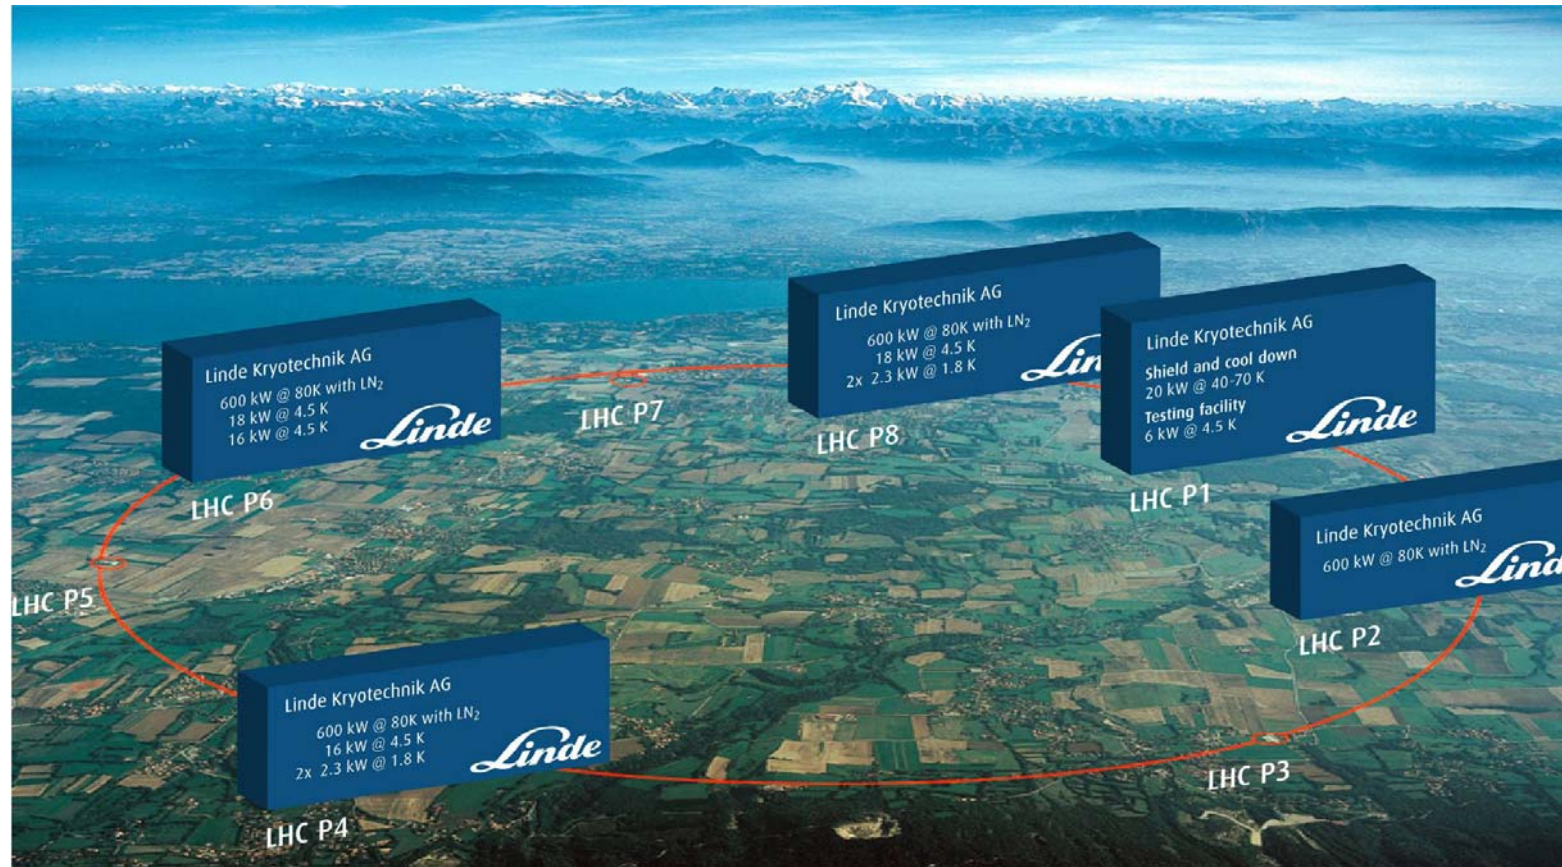 Linde Kryotechnik AG
600 kW @ 80K with LN₂
18 kW @ 4.5 K
2x 2.3 kW @ 1.8 K
Lin
LHC P8
Linde Kryotechnik AG
Shield and cool down
20 kW @ 40-70 K
Testing facility
6 kW @ 4.5 K
Linde
LHC P1
Linde Kryotechnik AG
600 kW @ 80K with LN₂
18 kW @ 4.5 K
16 kW @ 4.5 K
Linde
LHC P6
LHC P7
Linde Kryotechnik AG
600 kW @ 80K with LN₂
Lind
LHC P2
LHC P5
Linde Kryotechnik AG
600 kW @ 80K with LN₂
16 kW @ 4.5 K
2x 2.3 kW @ 1.8 K
Linde
LHC P4
LHC P3